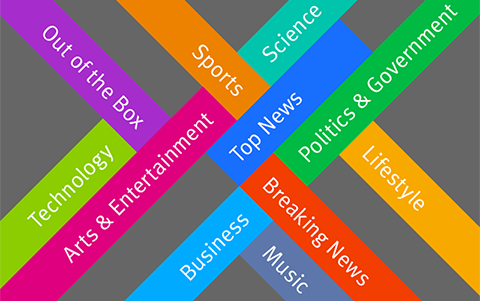 Out of the Box
Sports
Science
Top News
Politics & Government
Technology
Arts & Entertainment
Lifestyle
Business
Breaking News
Music